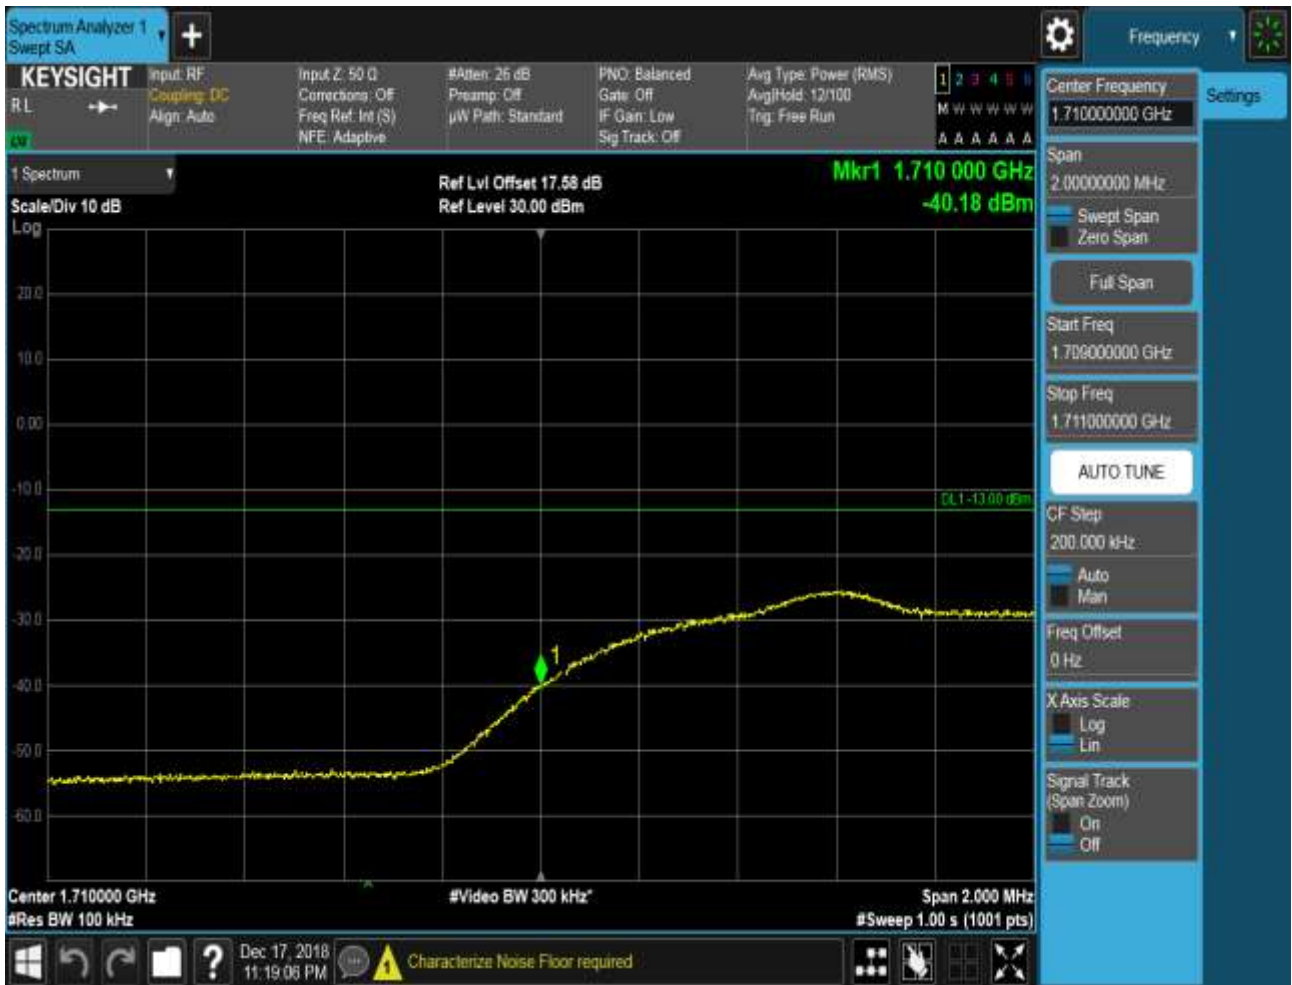 Spectrum Analyzer 1
Swept SA
+
Frequency
KEYSIGHT
RL
Input: RF
Coupling: DC
Align: Auto
Input Z: 50 Ω
Corrections: Off
Freq Ref: Int (S)
NFE: Adaptive
#Atten: 26 dB
Preamp: Off
µW Path: Standard
PNO: Balanced
Gate: Off
IF Gain: Low
Sig Track: Off
Avg Type: Power (RMS)
Avg|Hold: 12/100
Trig: Free Run
1 2 3 4 5 6
M W W W W W
A A A A A A
1 Spectrum
Scale/Div 10 dB
Log
Ref Lvl Offset 17.58 dB
Ref Level 30.00 dBm
Mkr1 1.710 000 GHz
-40.18 dBm
20.0
10.0
0.00
-10.0
-20.0
-30.0
-40.0
-50.0
-60.0
DL1 -13.00 dBm
1
Center 1.710000 GHz
#Res BW 100 kHz
#Video BW 300 kHz*
Span 2.000 MHz
#Sweep 1.00 s (1001 pts)
Center Frequency
1.710000000 GHz
Settings
Span
2.00000000 MHz
Swept Span
Zero Span
Full Span
Start Freq
1.709000000 GHz
Stop Freq
1.711000000 GHz
AUTO TUNE
CF Step
200.000 kHz
Auto
Man
Freq Offset
0 Hz
X Axis Scale
Log
Lin
Signal Track
(Span Zoom)
On
Off
?
Dec 17, 2018
11:19:06 PM
1
Characterize Noise Floor required